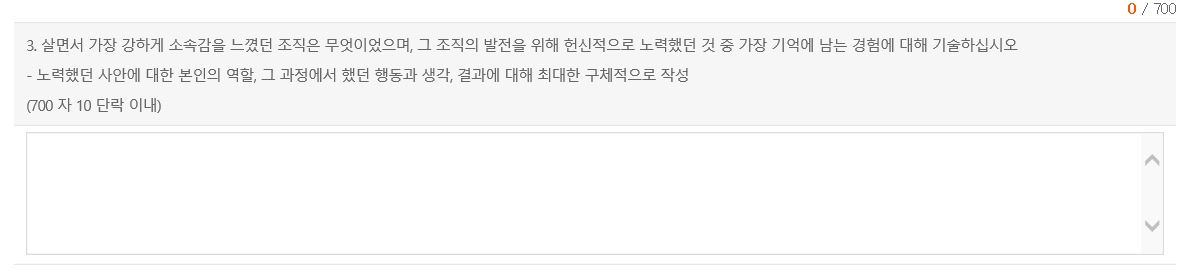 0 / 700
3. 살면서 가장 강하게 소속감을 느꼈던 조직은 무엇이었으며, 그 조직의 발전을 위해 헌신적으로 노력했던 것 중 가장 기억에 남는 경험에 대해 기술하십시오
- 노력했던 사안에 대한 본인의 역할, 그 과정에서 했던 행동과 생각, 결과에 대해 최대한 구체적으로 작성
(700 자 10 단락 이내)